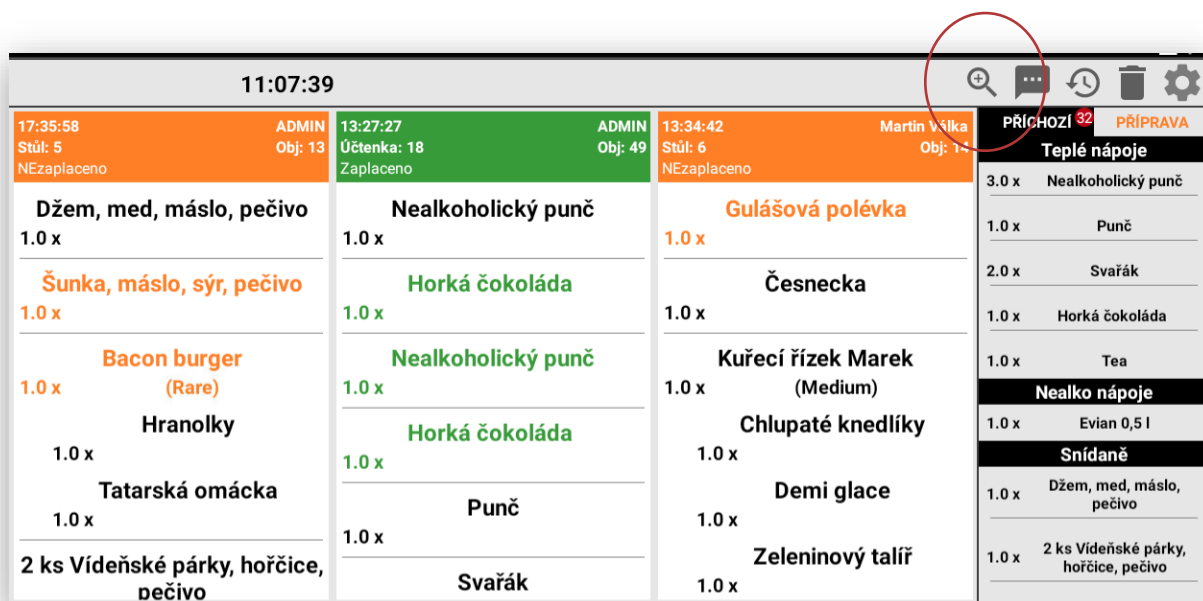 11:07:39
17:35:58 ADMIN
Stůl: 5 Obj: 13
NEzaplaceno
Džem, med, máslo, pečivo
1.0 x
Šunka, máslo, sýr, pečivo
1.0 x
Bacon burger
1.0 x (Rare)
Hranolky
1.0 x
Tatarská omácka
1.0 x
2 ks Vídeňské párky, hořčice,
pečivo
13:27:27 ADMIN
Účtenka: 18 Obj: 49
Zaplaceno
Nealkoholický punč
1.0 x
Horká čokoláda
1.0 x
Nealkoholický punč
1.0 x
Horká čokoláda
1.0 x
Punč
1.0 x
Svařák
13:34:42 Martin Válka
Stůl: 6 Obj: 14
NEzaplaceno
Gulášová polévka
1.0 x
Česnecka
1.0 x
Kuřecí řízek Marek
1.0 x (Medium)
Chlupaté knedlíky
1.0 x
Demi glace
1.0 x
Zeleninový talíř
1.0 x
PŘÍCHOZÍ 32 PŘÍPRAVA
Teplé nápoje
3.0 x Nealkoholický punč
1.0 x Punč
2.0 x Svařák
1.0 x Horká čokoláda
1.0 x Tea
Nealko nápoje
1.0 x Evian 0,5 l
Snídaně
1.0 x Džem, med, máslo,
pečivo
1.0 x 2 ks Vídeňské párky,
hořčice, pečivo